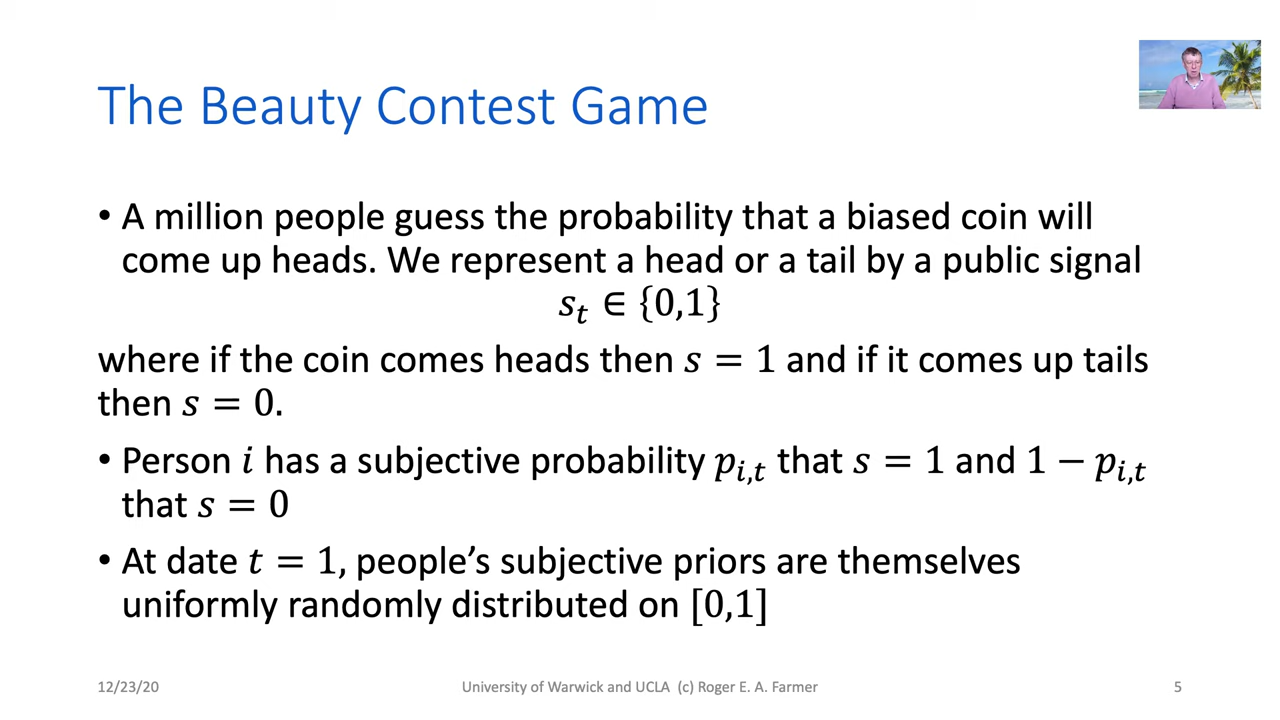 The Beauty Contest Game
• A million people guess the probability that a biased coin will
come up heads. We represent a head or a tail by a public signal
𝑠ₜ ∈ {0,1}
where if the coin comes heads then 𝑠 = 1 and if it comes up tails
then 𝑠 = 0.
• Person 𝑖 has a subjective probability 𝑝ᵢ,ₜ that 𝑠 = 1 and 1 − 𝑝ᵢ,ₜ
that 𝑠 = 0
• At date 𝑡 = 1, people’s subjective priors are themselves
uniformly randomly distributed on [0,1]
12/23/20 University of Warwick and UCLA (c) Roger E. A. Farmer 5